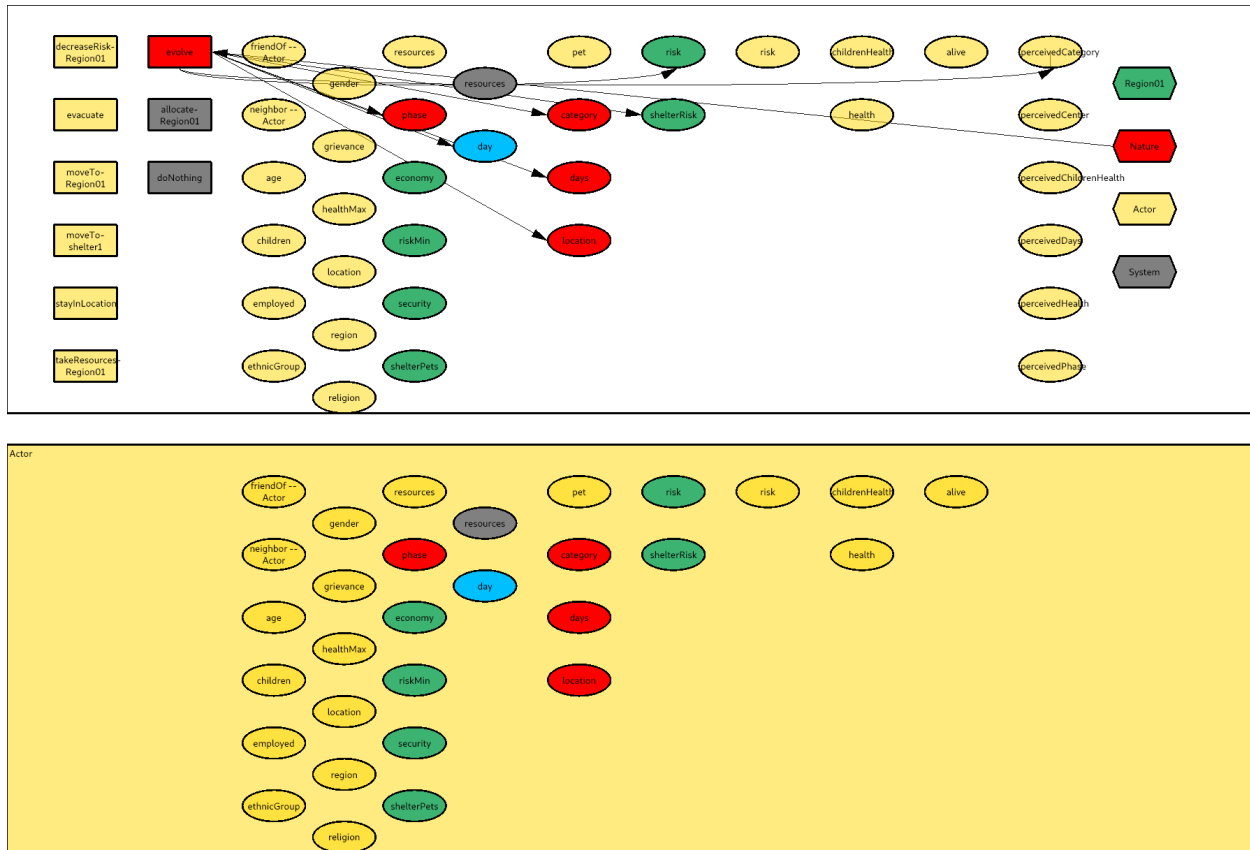 decreaseRisk-
Region01
evolve
friendOf --
Actor
resources
pet
risk
risk
childrenHealth
alive
perceivedCategory
gender
resources
Region01
evacuate
allocate-
Region01
neighbor --
Actor
phase
category
shelterRisk
health
perceivedCenter
grievance
day
Nature
moveTo-
Region01
doNothing
age
economy
days
perceivedChildrenHealth
healthMax
Actor
moveTo-
shelter1
children
riskMin
location
perceivedDays
location
System
stayInLocation
employed
security
perceivedHealth
region
takeResources-
Region01
ethnicGroup
shelterPets
perceivedPhase
religion
Actor
friendOf --
Actor
resources
pet
risk
risk
childrenHealth
alive
gender
resources
neighbor --
Actor
phase
category
shelterRisk
health
grievance
day
age
economy
days
healthMax
children
riskMin
location
location
employed
security
region
ethnicGroup
shelterPets
religion